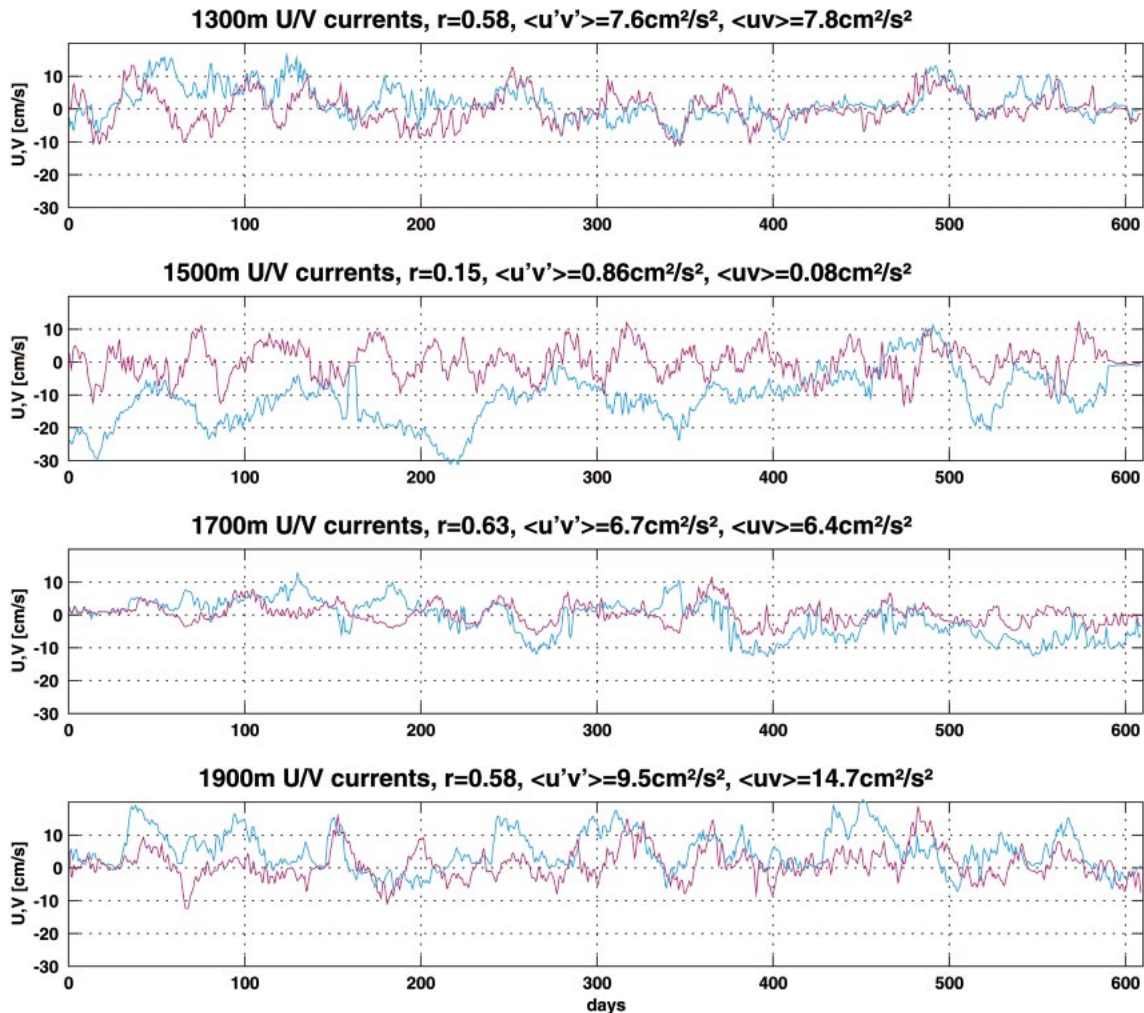 1300m U/V currents, r=0.58, <u'v'>=7.6cm²/s², <uv>=7.8cm²/s²
U,V [cm/s]
10
0
-10
-20
-30
0 100 200 300 400 500 600
1500m U/V currents, r=0.15, <u'v'>=0.86cm²/s², <uv>=0.08cm²/s²
U,V [cm/s]
10
0
-10
-20
-30
0 100 200 300 400 500 600
1700m U/V currents, r=0.63, <u'v'>=6.7cm²/s², <uv>=6.4cm²/s²
U,V [cm/s]
10
0
-10
-20
-30
0 100 200 300 400 500 600
1900m U/V currents, r=0.58, <u'v'>=9.5cm²/s², <uv>=14.7cm²/s²
U,V [cm/s]
10
0
-10
-20
-30
0 100 200 300 400 500 600
days